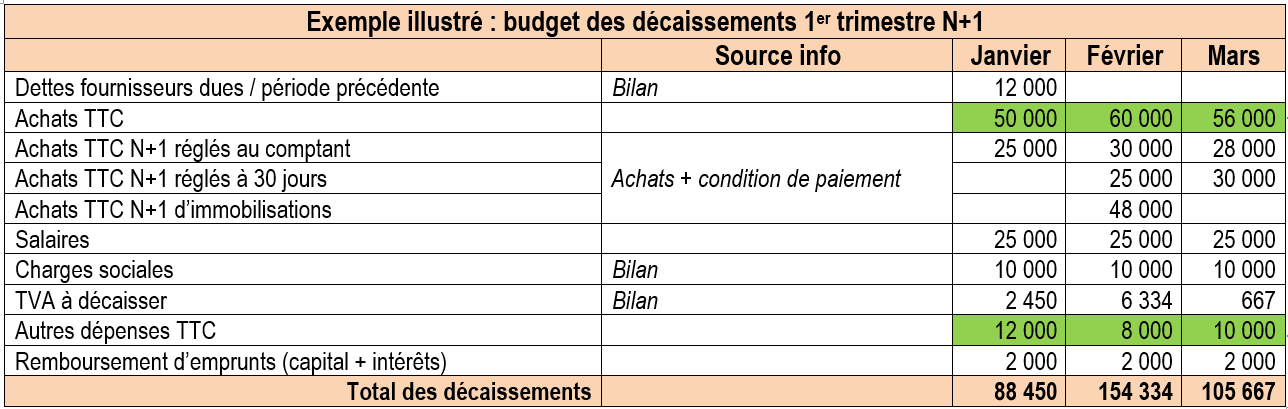 Exemple illustré : budget des décaissements 1er trimestre N+1
Source info Janvier Février Mars
Dettes fournisseurs dues / période précédente Bilan 12 000
Achats TTC 50 000 60 000 56 000
Achats TTC N+1 réglés au comptant 25 000 30 000 28 000
Achats TTC N+1 réglés à 30 jours Achats + condition de paiement 25 000 30 000
Achats TTC N+1 d’immobilisations 48 000
Salaires 25 000 25 000 25 000
Charges sociales Bilan 10 000 10 000 10 000
TVA à décaisser Bilan 2 450 6 334 667
Autres dépenses TTC 12 000 8 000 10 000
Remboursement d’emprunts (capital + intérêts) 2 000 2 000 2 000
Total des décaissements 88 450 154 334 105 667